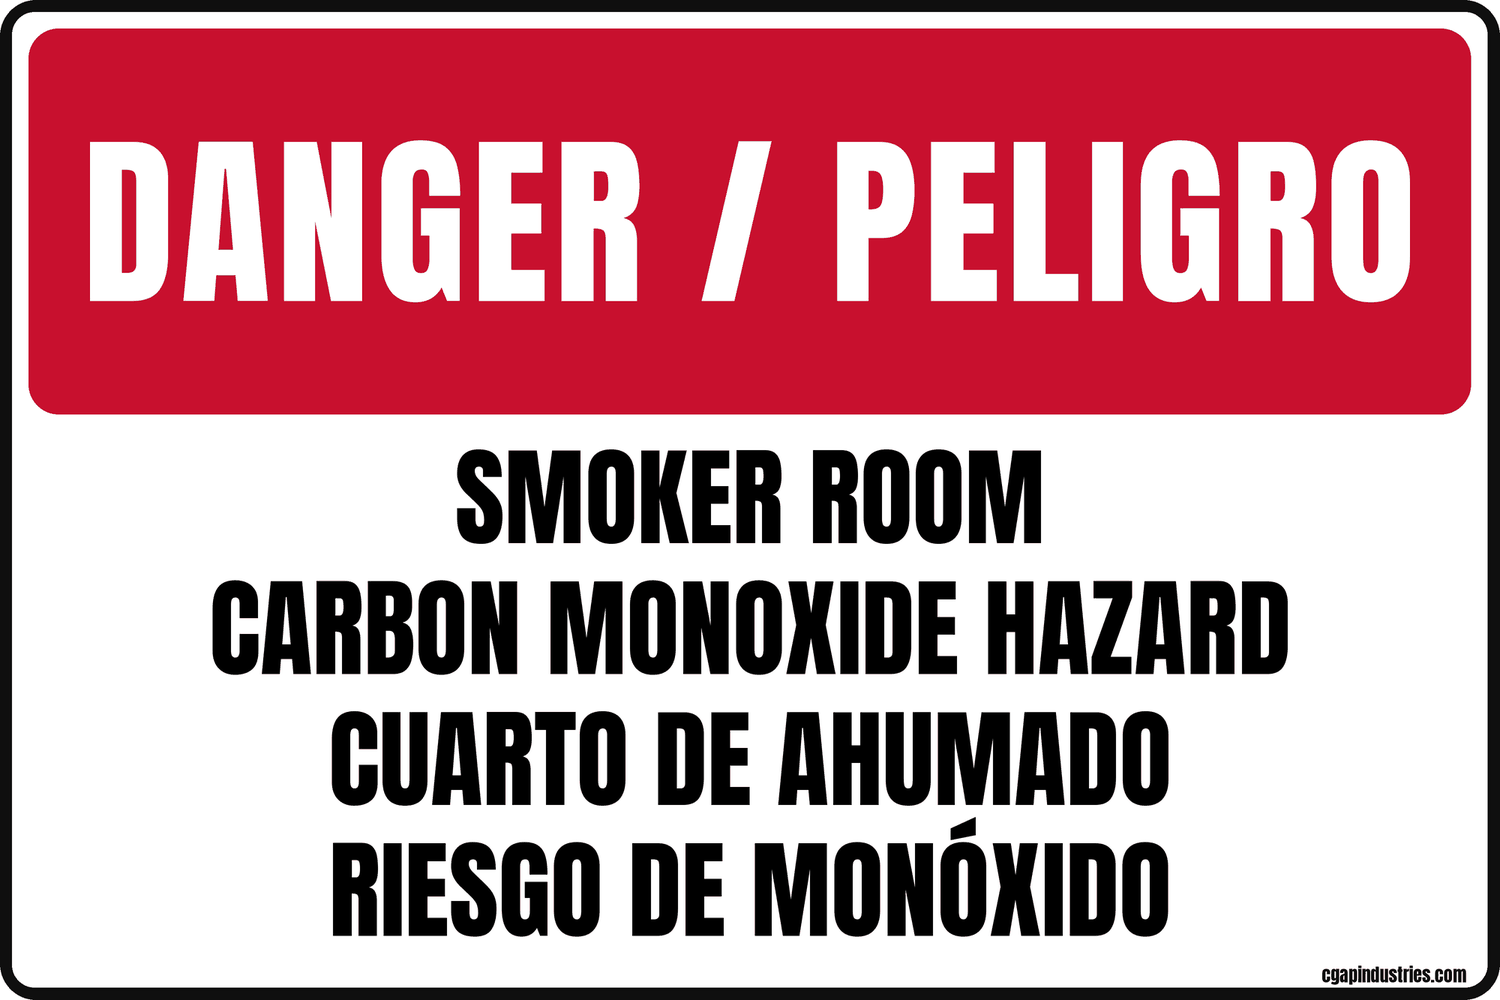 DANGER / PELIGRO
SMOKER ROOM
CARBON MONOXIDE HAZARD
CUARTO DE AHUMADO
RIESGO DE MONÓXIDO
cgapindustries.com